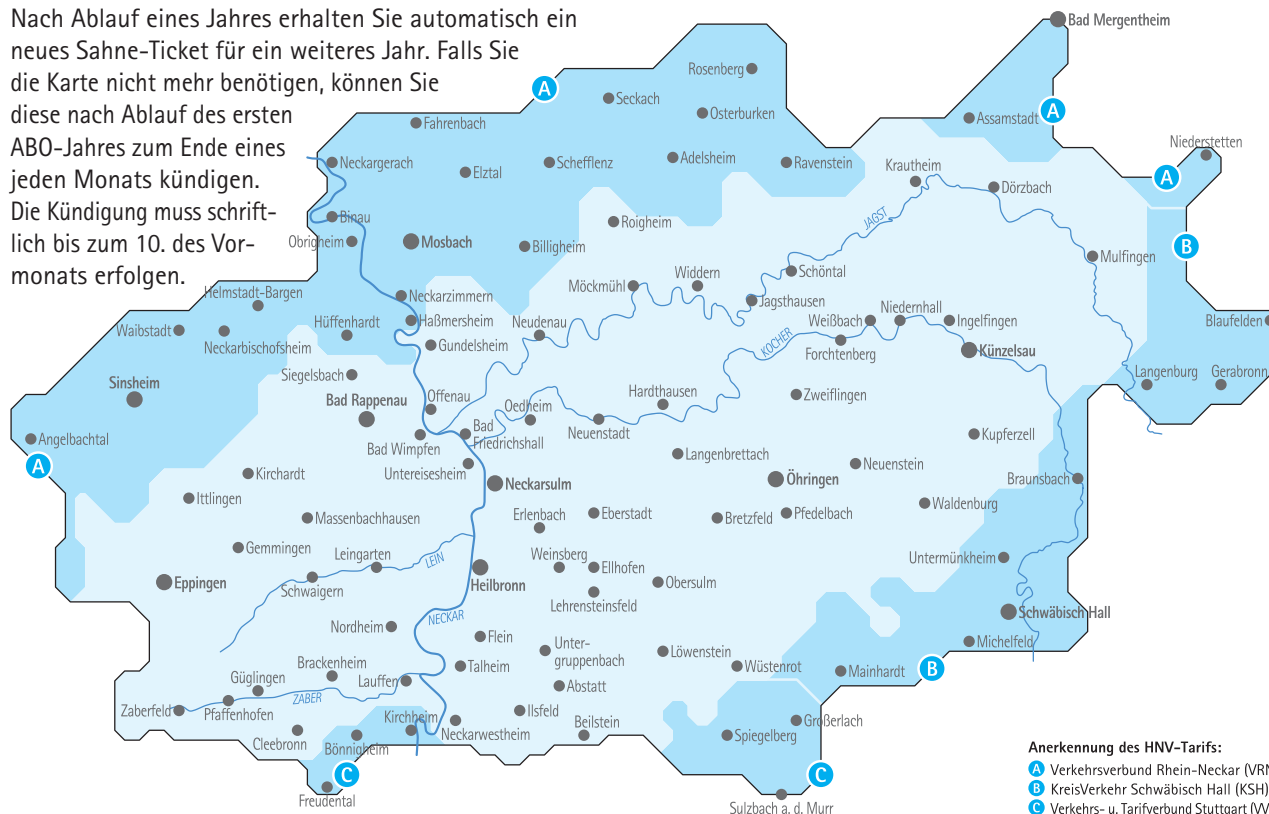 Nach Ablauf eines Jahres erhalten Sie automatisch ein
neues Sahne-Ticket für ein weiteres Jahr. Falls Sie
die Karte nicht mehr benötigen, können Sie
diese nach Ablauf des ersten
ABO-Jahres zum Ende eines
jeden Monats kündigen.
Die Kündigung muss schrift-
lich bis zum 10. des Vor-
monats erfolgen.
Bad Mergentheim
Rosenberg
A
Seckach
Osterburken
Assamstadt
A
Fahrenbach
Niederstetten
Neckargerach
Elztal
Schefflenz
Adelsheim
Ravenstein
Krautheim
Dörzbach
A
Binau
Roigheim
JAGST
Obrigheim
Mosbach
Billigheim
B
Mulfingen
Helmstadt-Bargen
Neckarzimmern
Möckmühl
Widdern
Schöntal
Jagsthausen
Waibstadt
Neckarbischofsheim
Hüffenhardt
Haßmersheim
Neudenau
Weißbach
Niedernhall
Ingelfingen
Blaufelden
Gundelsheim
KOCHER
Forchtenberg
Künzelsau
Siegelsbach
Sinsheim
Bad Rappenau
Offenau
Oedheim
Hardthausen
Zweiflingen
Langenburg
Gerabronn
Angelbachtal
Bad Wimpfen
Bad
Friedrichshall
Neuenstadt
Kupferzell
A
Kirchardt
Untereisesheim
Langenbrettach
Neuenstein
Ittlingen
Neckarsulm
Öhringen
Braunsbach
Massenbachhausen
Erlenbach
Eberstadt
Bretzfeld
Pfedelbach
Waldenburg
Gemmingen
Leingarten
LEIN
Weinsberg
Ellhofen
Untermünkheim
Eppingen
Schwaigern
Heilbronn
Lehrensteinsfeld
Obersulm
NECKAR
Schwäbisch Hall
Nordheim
Flein
Unter-
gruppenbach
Löwenstein
Michelfeld
Brackenheim
Talheim
Wüstenrot
Mainhardt
B
Güglingen
Lauffen
Abstatt
ZABER
Zaberfeld
Pfaffenhofen
Ilsfeld
Cleebronn
Bönnigheim
Kirchheim
Neckarwestheim
Beilstein
Spiegelberg
Großerlach
C
C
Freudental
Sulzbach a. d. Murr
Anerkennung des HNV-Tarifs:
A Verkehrsverbund Rhein-Neckar (VRN
B KreisVerkehr Schwäbisch Hall (KSH)
C Verkehrs- u. Tarifverbund Stuttgart (VV